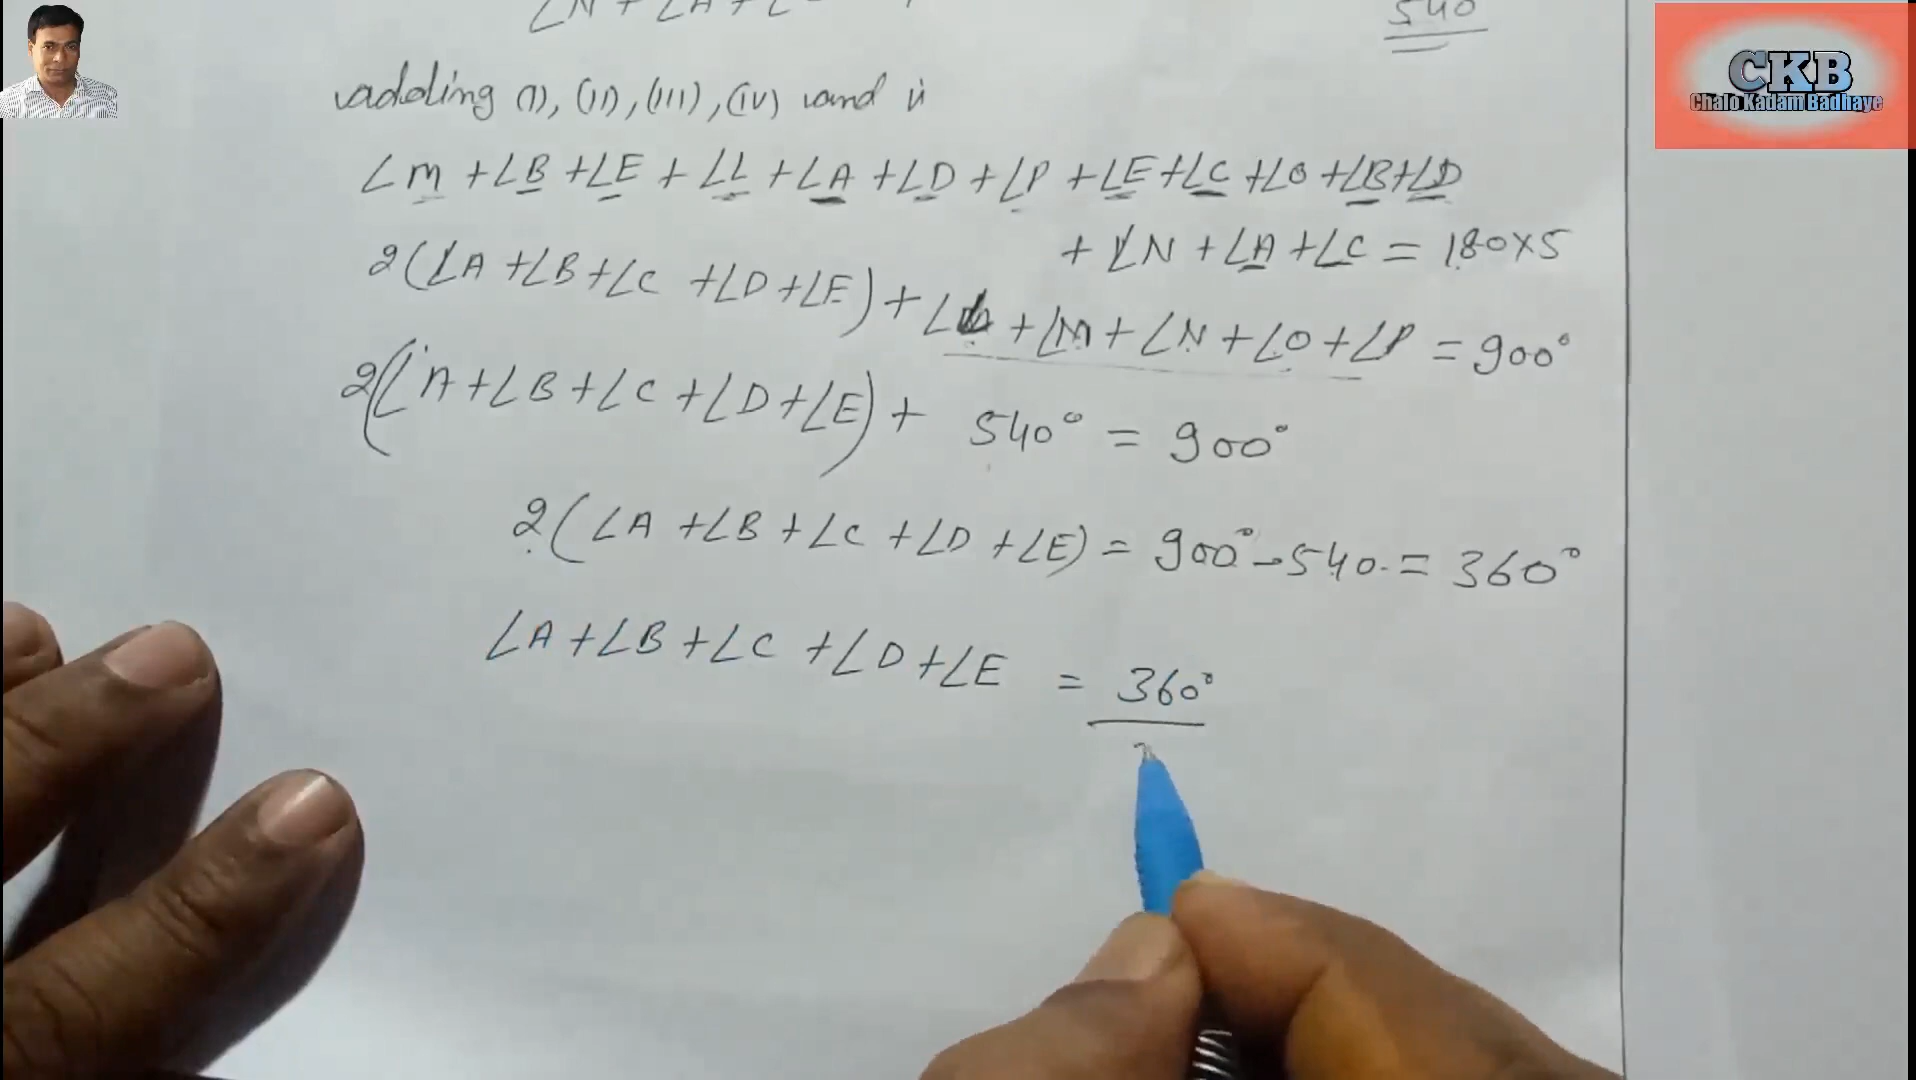 ∠N + ∠A + ∠
540
CKB
Chalo Kadam Badhaye
adding (I), (II), (III), (IV) and v
∠M + ∠B + ∠E + ∠L + ∠A + ∠D + ∠P + ∠E + ∠C + ∠O + ∠B + ∠D
+ ∠N + ∠A + ∠C = 180×5
2(∠A + ∠B + ∠C + ∠D + ∠E) + ∠L + ∠M + ∠N + ∠O + ∠P = 900°
2(∠A + ∠B + ∠C + ∠D + ∠E) + 540° = 900°
2(∠A + ∠B + ∠C + ∠D + ∠E) = 900° - 540 = 360°
∠A + ∠B + ∠C + ∠D + ∠E = 360°